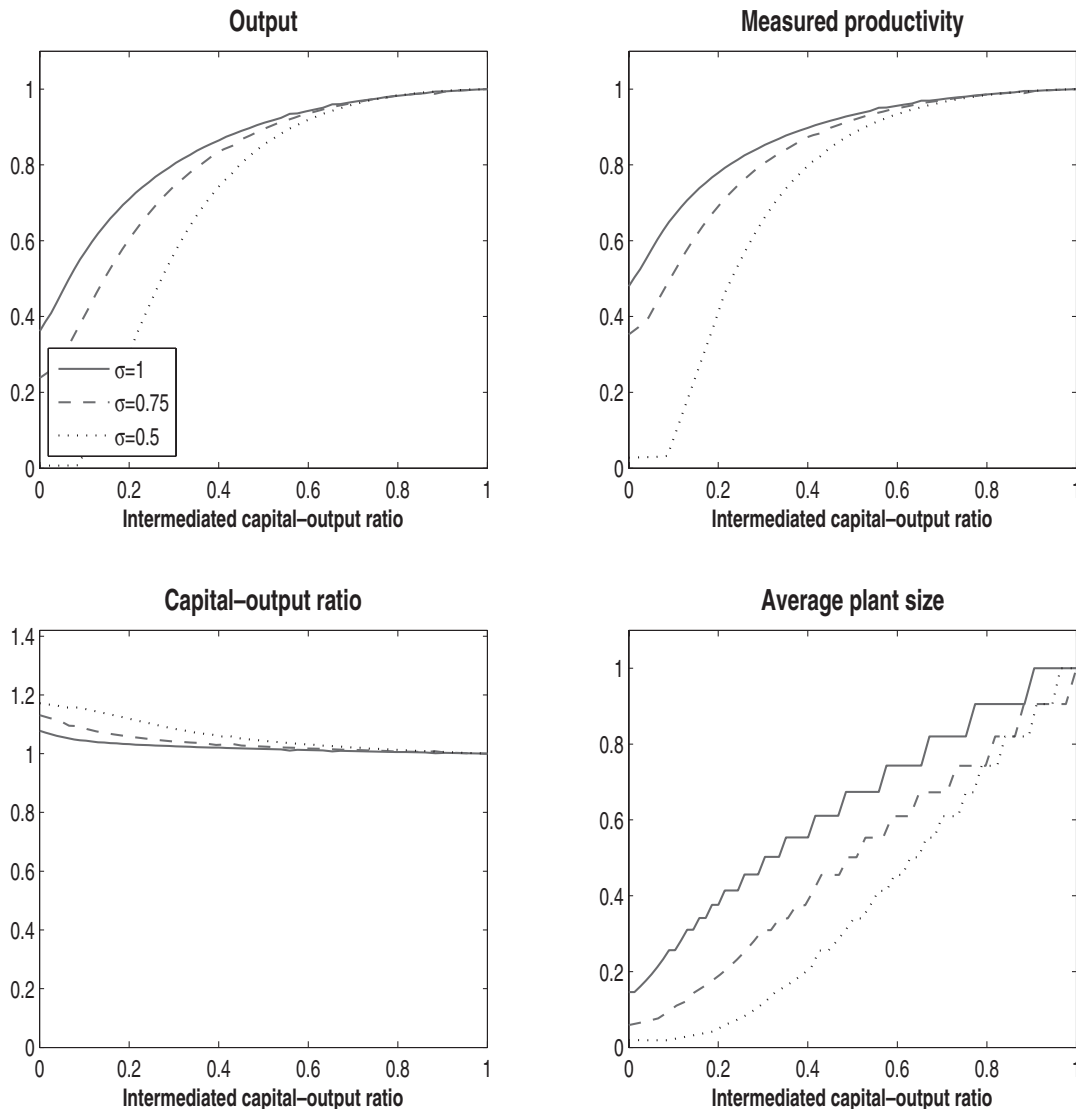 Output
1
0.8
0.6
0.4
0.2
0
σ=1
σ=0.75
σ=0.5
0 0.2 0.4 0.6 0.8 1
Intermediated capital–output ratio
Measured productivity
1
0.8
0.6
0.4
0.2
0
0 0.2 0.4 0.6 0.8 1
Intermediated capital–output ratio
Capital–output ratio
1.4
1.2
1
0.8
0.6
0.4
0.2
0
0 0.2 0.4 0.6 0.8 1
Intermediated capital–output ratio
Average plant size
1
0.8
0.6
0.4
0.2
0
0 0.2 0.4 0.6 0.8 1
Intermediated capital–output ratio